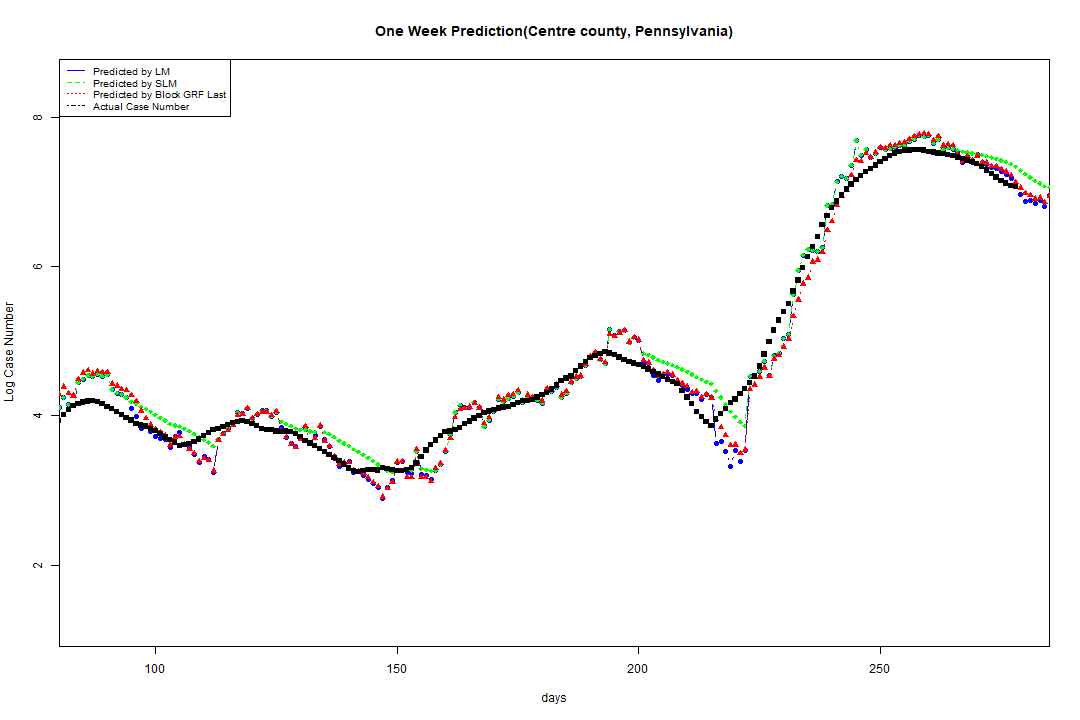 One Week Prediction(Centre county, Pennsylvania)
Predicted by LM
Predicted by SLM
Predicted by Block GRF Last
Actual Case Number
8
6
4
2
Log Case Number
100 150 200 250
days